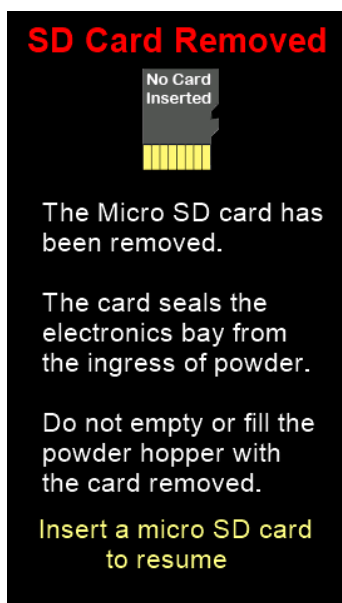 SD Card Removed
No Card
Inserted
The Micro SD card has
been removed.
The card seals the
electronics bay from
the ingress of powder.
Do not empty or fill the
powder hopper with
the card removed.
Insert a micro SD card
to resume